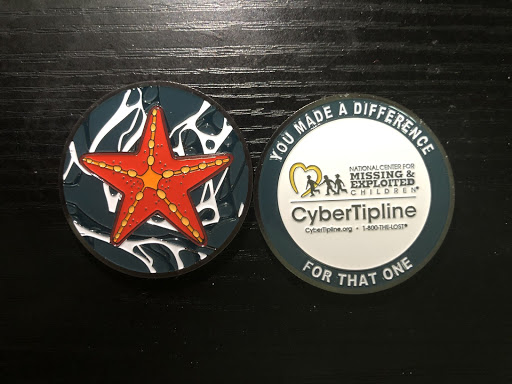 YOU MADE A DIFFERENCE
NATIONAL CENTER FOR
MISSING &
EXPLOITED
CHILDREN®
CyberTipline
CyberTipline.org • 1-800-THE-LOST®
FOR THAT ONE